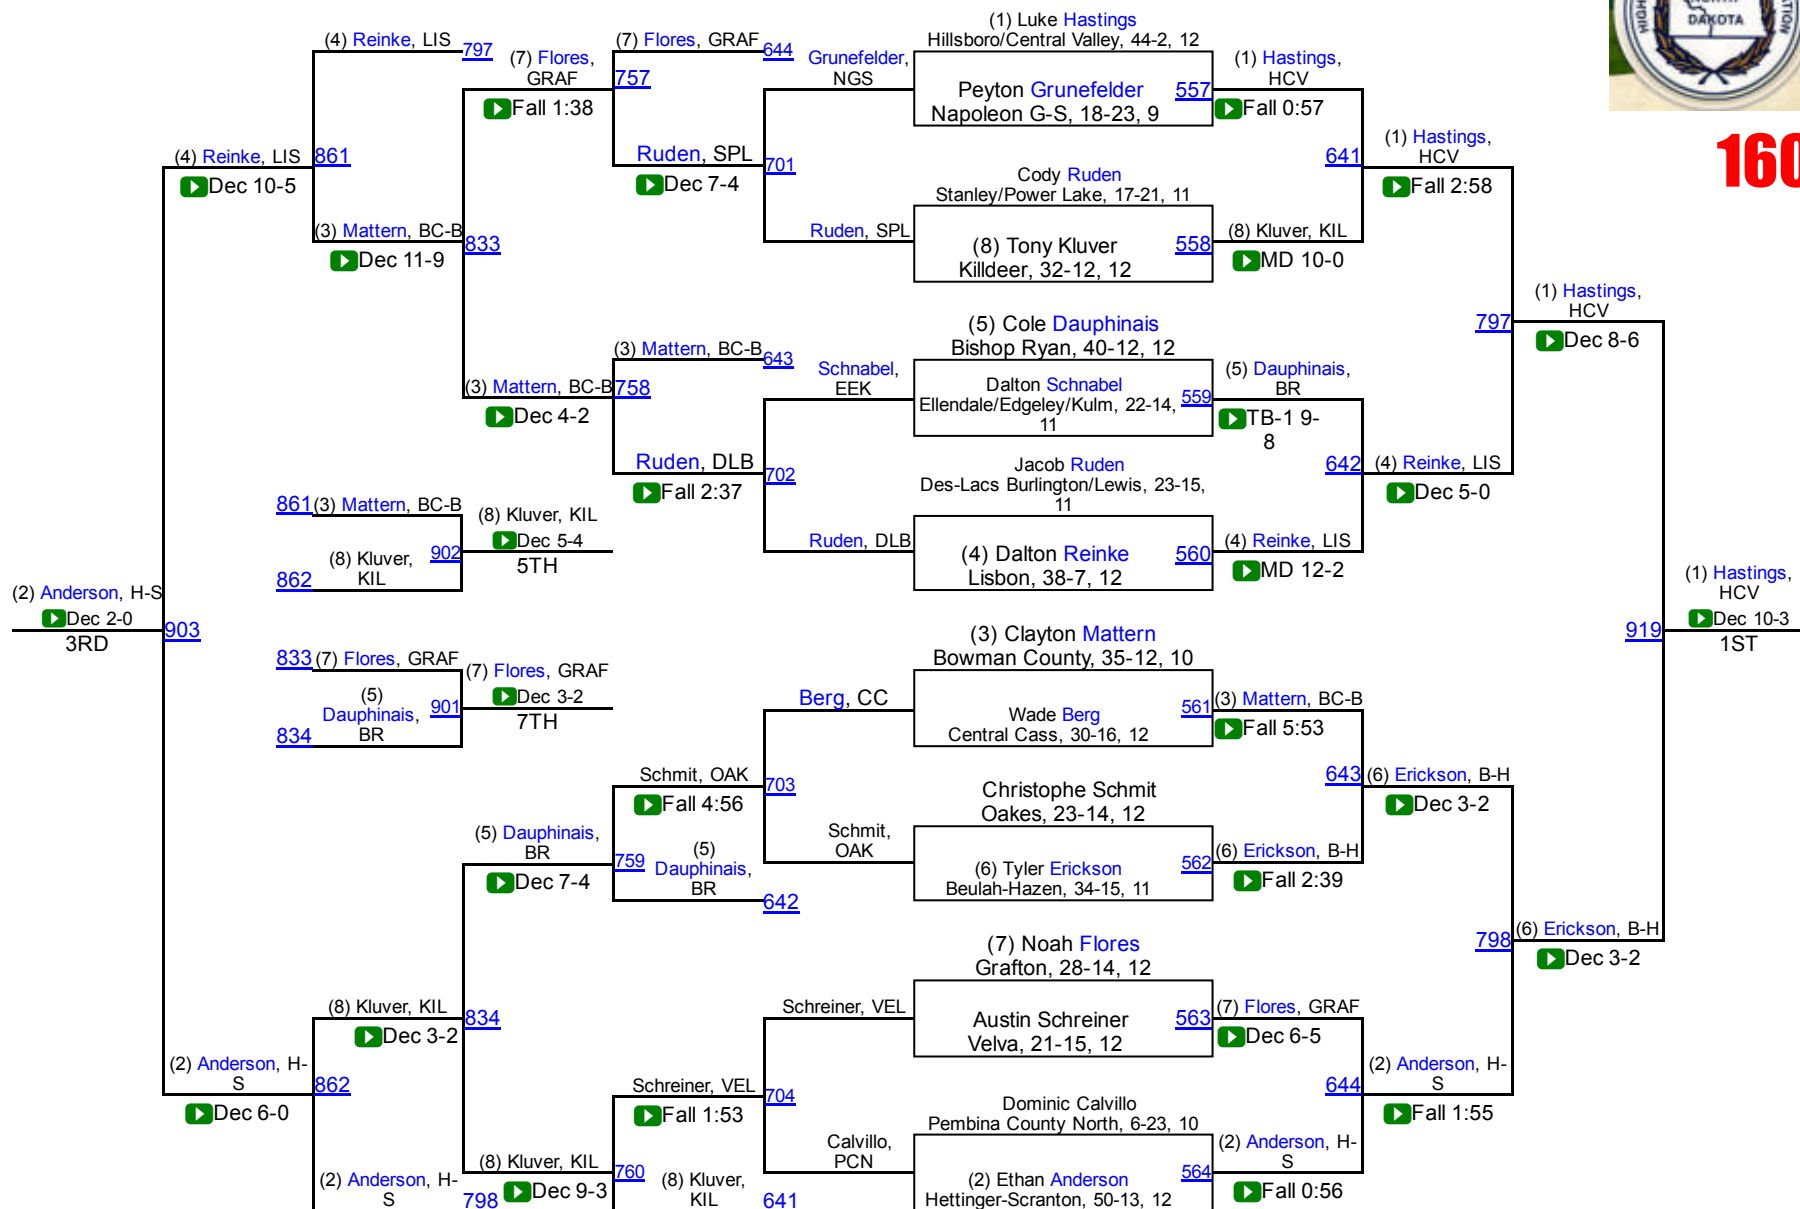 (4) Reinke, LIS
797
861
(4) Reinke, LIS
Dec 10-5
(3) Mattern, BC-B
Dec 11-9
833
(7) Flores,
GRAF
Fall 1:38
757
(7) Flores, GRAF
644
Ruden, SPL
Dec 7-4
701
Grunefelder,
NGS
Ruden, SPL
(3) Mattern, BC-B
Dec 4-2
758
(3) Mattern, BC-B
643
Ruden, DLB
Fall 2:37
702
Schnabel,
EEK
Ruden, DLB
861
(3) Mattern, BC-B
(8) Kluver,
KIL
862
902
(8) Kluver, KIL
Dec 5-4
5TH
(2) Anderson, H-S
Dec 2-0
3RD
903
833
(7) Flores, GRAF
(5)
Dauphinais,
BR
834
901
(7) Flores, GRAF
Dec 3-2
7TH
Berg, CC
Schmit,
OAK
703
Schmit, OAK
Fall 4:56
(5)
Dauphinais,
BR
642
759
(5) Dauphinais,
BR
Dec 7-4
834
(8) Kluver, KIL
Dec 3-2
862
(2) Anderson, H-
S
Dec 6-0
(2) Anderson, H-
S
798
(8) Kluver, KIL
Dec 9-3
760
Schreiner, VEL
Fall 1:53
704
Schreiner, VEL
Calvillo,
PCN
(8) Kluver,
KIL
641
(1) Luke Hastings
Hillsboro/Central Valley, 44-2, 12
Peyton Grunefelder
Napoleon G-S, 18-23, 9
557
Cody Ruden
Stanley/Power Lake, 17-21, 11
(8) Tony Kluver
Killdeer, 32-12, 12
558
(5) Cole Dauphinais
Bishop Ryan, 40-12, 12
Dalton Schnabel
Ellendale/Edgeley/Kulm, 22-14,
11
559
Jacob Ruden
Des-Lacs Burlington/Lewis, 23-15,
11
(4) Dalton Reinke
Lisbon, 38-7, 12
560
(3) Clayton Mattern
Bowman County, 35-12, 10
Wade Berg
Central Cass, 30-16, 12
561
Christophe Schmit
Oakes, 23-14, 12
(6) Tyler Erickson
Beulah-Hazen, 34-15, 11
562
(7) Noah Flores
Grafton, 28-14, 12
Austin Schreiner
Velva, 21-15, 12
563
Dominic Calvillo
Pembina County North, 6-23, 10
(2) Ethan Anderson
Hettinger-Scranton, 50-13, 12
564
(1) Hastings,
HCV
Fall 0:57
(8) Kluver, KIL
MD 10-0
641
(1) Hastings,
HCV
Fall 2:58
(5) Dauphinais,
BR
TB-1 9-
8
(4) Reinke, LIS
MD 12-2
642
(4) Reinke, LIS
Dec 5-0
797
(1) Hastings,
HCV
Dec 8-6
(3) Mattern, BC-B
Fall 5:53
(6) Erickson, B-H
Fall 2:39
643
(6) Erickson, B-H
Dec 3-2
(7) Flores, GRAF
Dec 6-5
(2) Anderson, H-
S
Fall 0:56
644
(2) Anderson, H-
S
Fall 1:55
798
(6) Erickson, B-H
Dec 3-2
919
(1) Hastings,
HCV
Dec 10-3
1ST
DAKOTA
160